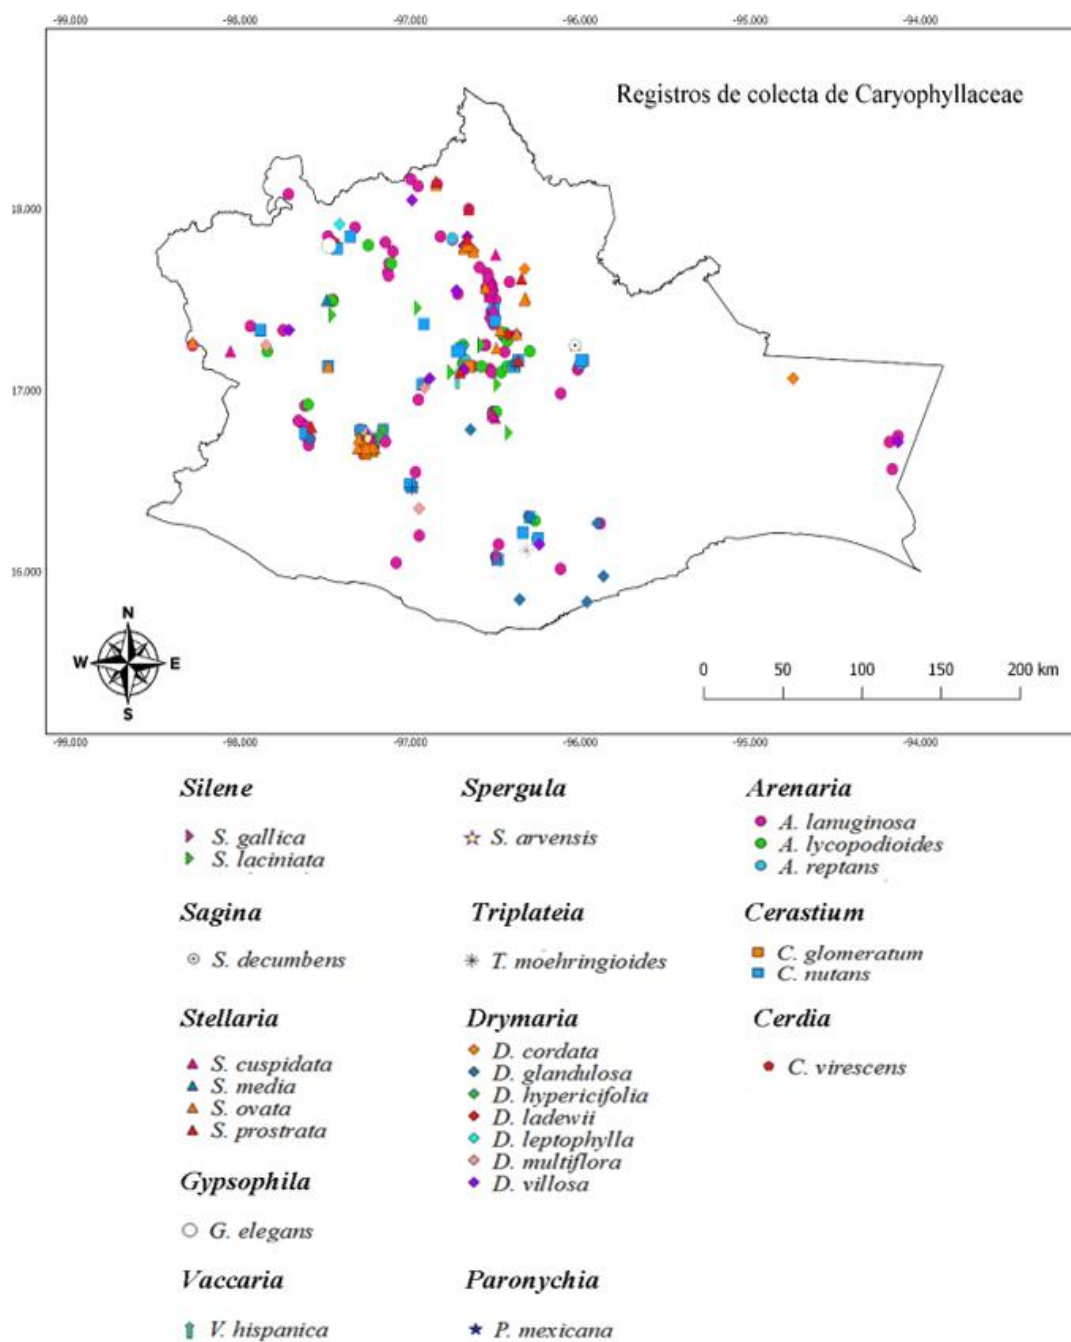 -99.000 -98.000 -97.000 -96.000 -95.000 -94.000
Registros de colecta de Caryophyllaceae
18.000
17.000
16.000
N
W E
S
0 50 100 150 200 km
-99.000 -98.000 -97.000 -96.000 -95.000 -94.000
Silene
S. gallica
S. laciniata
Spergula
S. arvensis
Arenaria
A. lanuginosa
A. lycopodioides
A. reptans
Sagina
S. decumbens
Triplateia
T. moehringioides
Cerastium
C. glomeratum
C. nutans
Stellaria
S. cuspidata
S. media
S. ovata
S. prostrata
Drymaria
D. cordata
D. glandulosa
D. hypericifolia
D. ladewii
D. leptophylla
D. multiflora
D. villosa
Cerdia
C. virescens
Gypsophila
G. elegans
Vaccaria
V. hispanica
Paronychia
P. mexicana